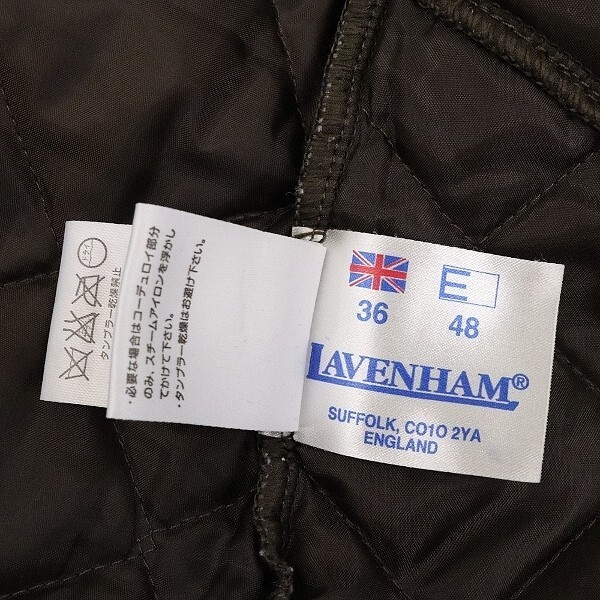 ドライ
タンブラー乾燥禁止
・必要な場合はコーデュロイ部分
のみ、スチームアイロンを浮かし
てかけて下さい。
・タンブラー乾燥はお避け下さい。
36
E
48
LAVENHAM®
SUFFOLK, CO10 2YA
ENGLAND